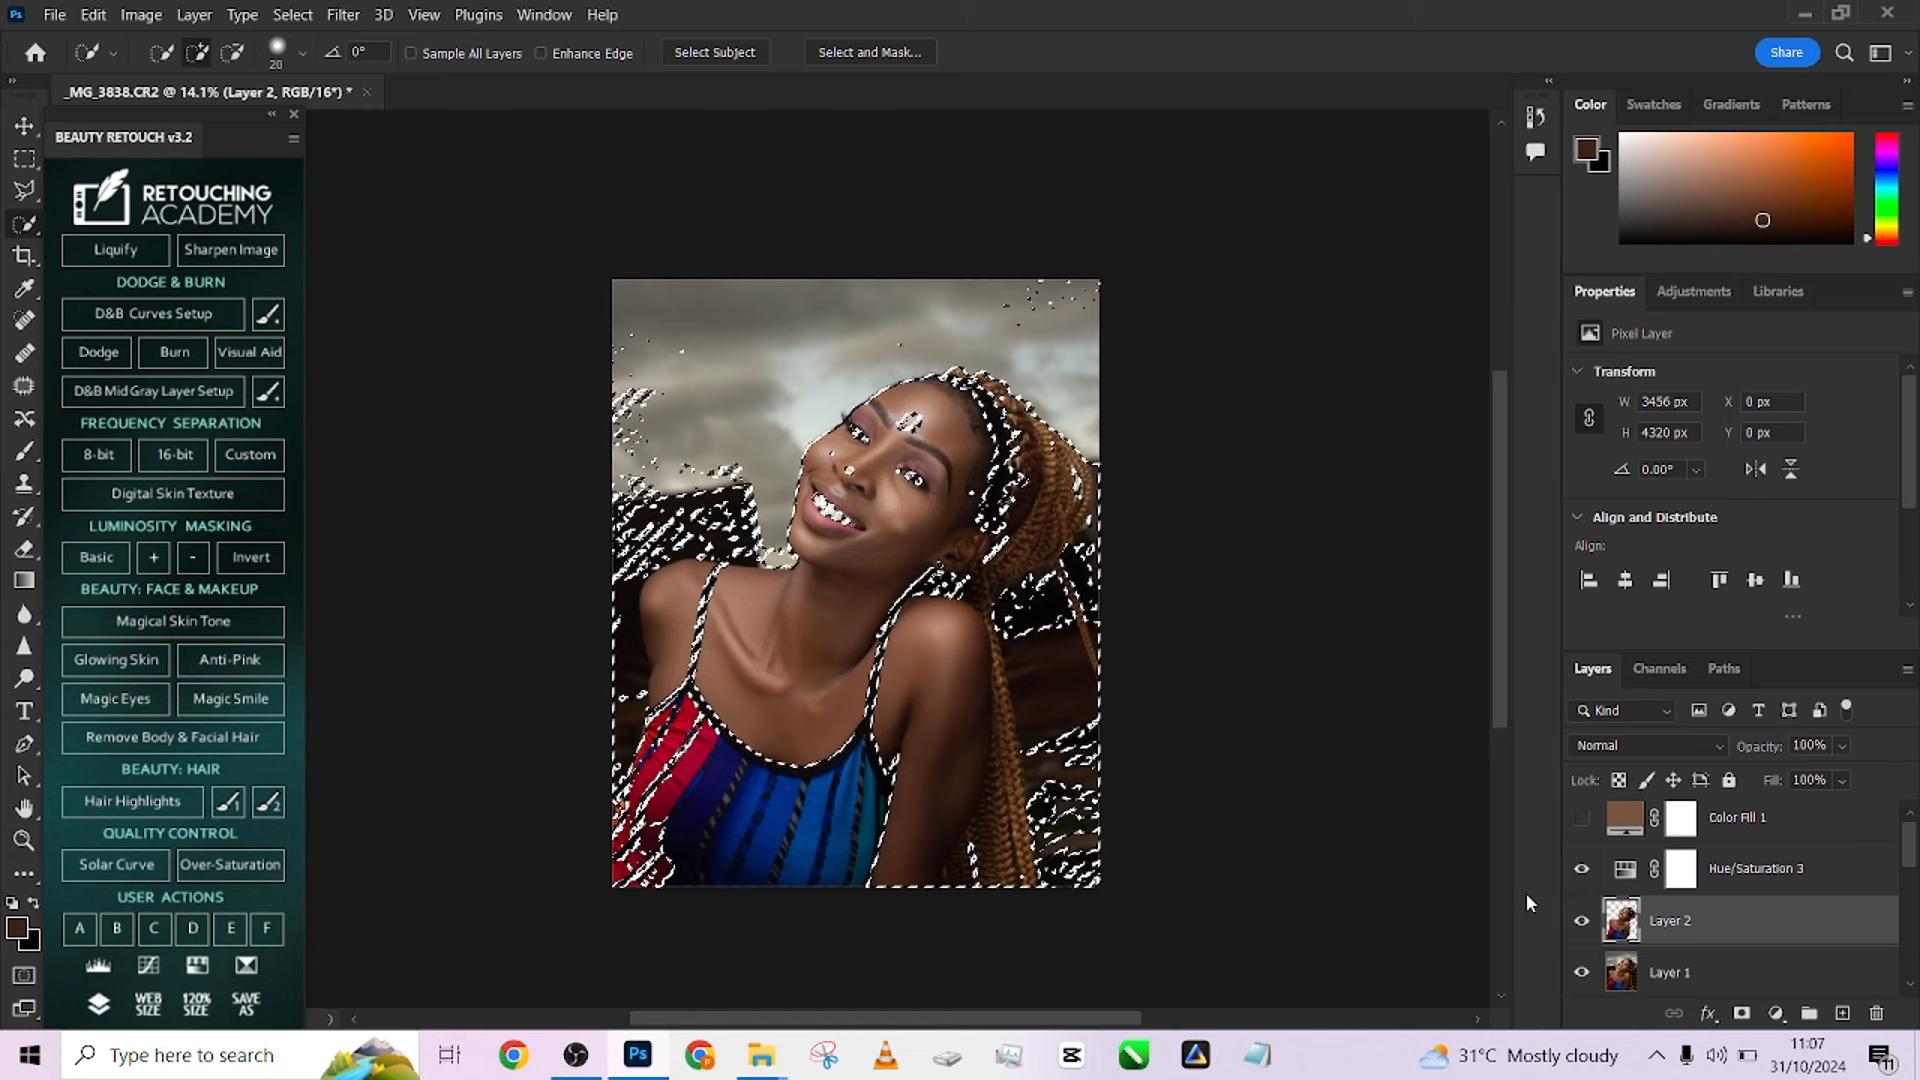 Ps File Edit Image Layer Type Select Filter 3D View Plugins Window Help
20 0° Sample All Layers Enhance Edge Select Subject Select and Mask... Share
_MG_3838.CR2 @ 14.1% (Layer 2, RGB/16*) *
BEAUTY RETOUCH v3.2
RETOUCHING
ACADEMY
Liquify Sharpen Image
DODGE & BURN
D&B Curves Setup
Dodge Burn Visual Aid
D&B Mid Gray Layer Setup
FREQUENCY SEPARATION
8-bit 16-bit Custom
Digital Skin Texture
LUMINOSITY MASKING
Basic + - Invert
BEAUTY: FACE & MAKEUP
Magical Skin Tone
Glowing Skin Anti-Pink
Magic Eyes Magic Smile
Remove Body & Facial Hair
BEAUTY: HAIR
Hair Highlights 1 2
QUALITY CONTROL
Solar Curve Over-Saturation
USER ACTIONS
A B C D E F
WEB SIZE 120% SIZE SAVE AS
Color Swatches Gradients Patterns
Properties Adjustments Libraries
Pixel Layer
Transform
W 3456 px X 0 px
H 4320 px Y 0 px
0.00°
Align and Distribute
Align:
Layers Channels Paths
Kind
Normal Opacity: 100%
Lock: Fill: 100%
Color Fill 1
Hue/Saturation 3
Layer 2
Layer 1
fx
Type here to search Ps 31°C Mostly cloudy 11:07
31/10/2024 11